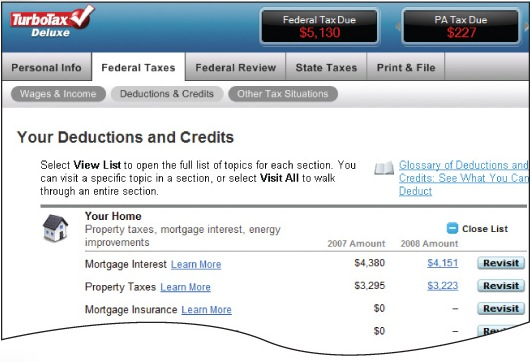 TurboTax
Deluxe
Federal Tax Due
$5,130
PA Tax Due
$227
Personal Info
Federal Taxes
Federal Review
State Taxes
Print & File
Wages & Income
Deductions & Credits
Other Tax Situations
Your Deductions and Credits
Select View List to open the full list of topics for each section. You
can visit a specific topic in a section, or select Visit All to walk
through an entire section.
Glossary of Deductions and
Credits: See What You Can
Deduct
Your Home
Property taxes, mortgage interest, energy
improvements
Close List
2007 Amount 2008 Amount
Mortgage Interest Learn More $4,380 $4,151 Revisit
Property Taxes Learn More $3,295 $3,223 Revisit
Mortgage Insurance Learn More $0 – Revisit
$0 –